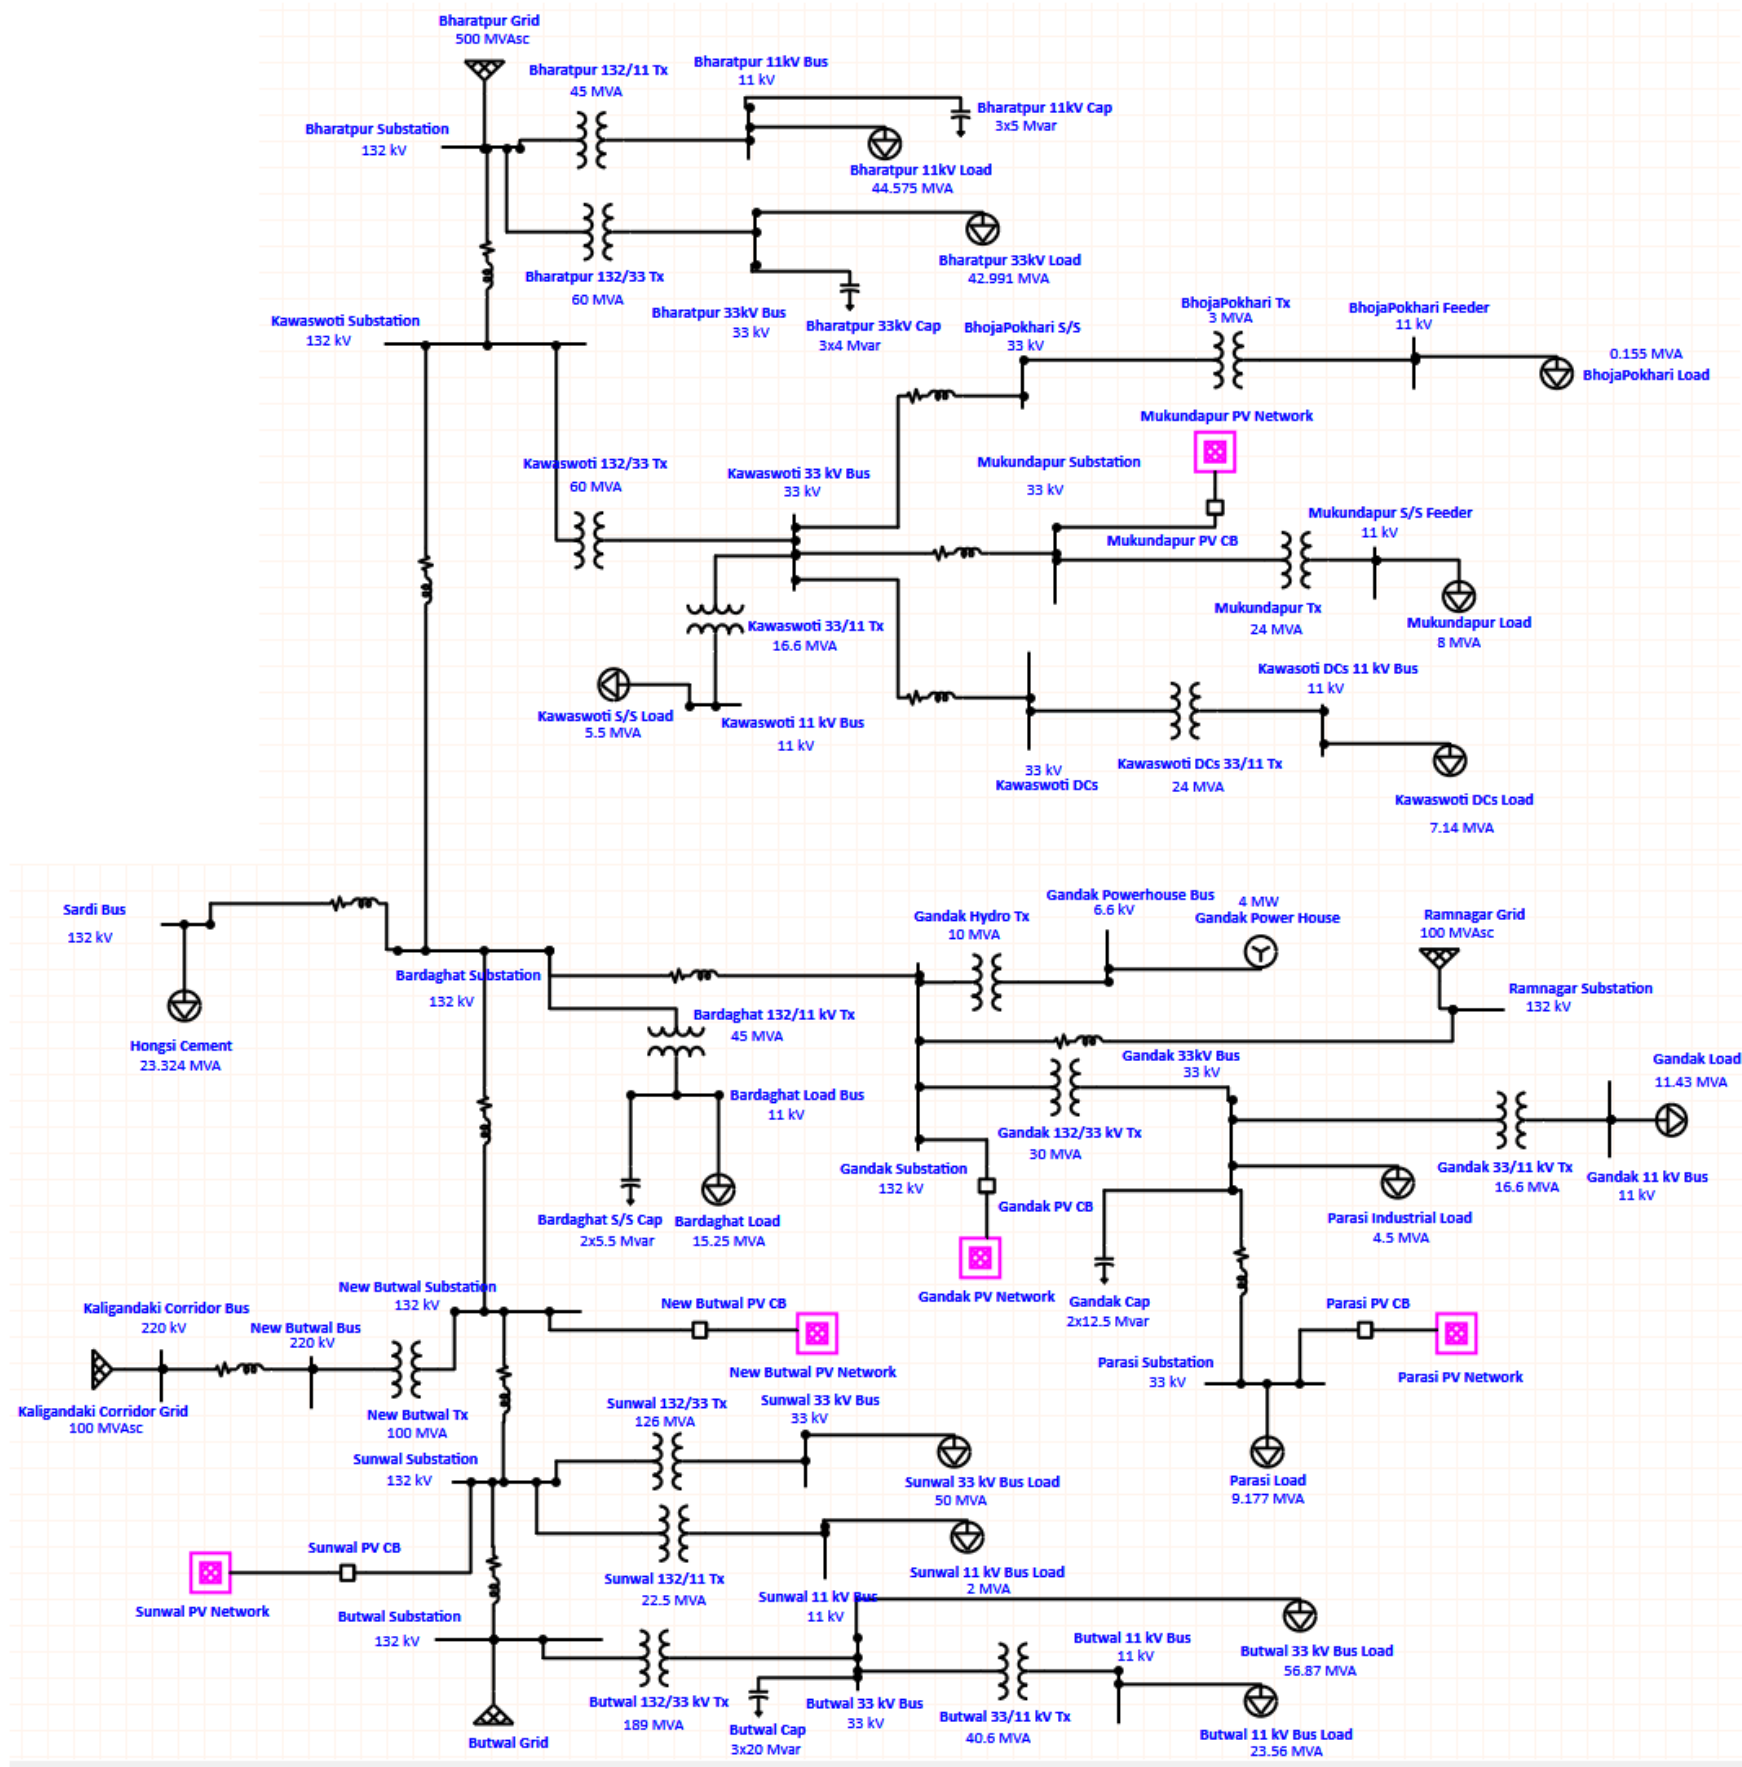 Bharatpur Grid
500 MVAsc
Bharatpur 132/11 Tx
45 MVA
Bharatpur 11kV Bus
11 kV
Bharatpur 11kV Cap
3x5 Mvar
Bharatpur Substation
132 kV
Bharatpur 11kV Load
44.575 MVA
Bharatpur 132/33 Tx
60 MVA
Bharatpur 33kV Load
42.991 MVA
Bharatpur 33kV Bus
33 kV
Bharatpur 33kV Cap
3x4 Mvar
Kawaswoti Substation
132 kV
BhojaPokhari S/S
33 kV
BhojaPokhari Tx
3 MVA
BhojaPokhari Feeder
11 kV
0.155 MVA
BhojaPokhari Load
Mukundapur PV Network
Kawaswoti 132/33 Tx
60 MVA
Kawaswoti 33 kV Bus
33 kV
Mukundapur Substation
33 kV
Mukundapur PV CB
Mukundapur S/S Feeder
11 kV
Mukundapur Tx
24 MVA
Mukundapur Load
8 MVA
Kawaswoti 33/11 Tx
16.6 MVA
Kawaswoti S/S Load
5.5 MVA
Kawaswoti 11 kV Bus
11 kV
Kawasoti DCs 11 kV Bus
11 kV
33 kV
Kawaswoti DCs
Kawaswoti DCs 33/11 Tx
24 MVA
Kawaswoti DCs Load
7.14 MVA
Sardi Bus
132 kV
Hongsi Cement
23.324 MVA
Bardaghat Substation
132 kV
Gandak Hydro Tx
10 MVA
Gandak Powerhouse Bus
6.6 kV
4 MW
Gandak Power House
Ramnagar Grid
100 MVAsc
Ramnagar Substation
132 kV
Bardaghat 132/11 kV Tx
45 MVA
Bardaghat Load Bus
11 kV
Gandak 33kV Bus
33 kV
Gandak Load
11.43 MVA
Gandak 132/33 kV Tx
30 MVA
Gandak Substation
132 kV
Gandak 33/11 kV Tx
16.6 MVA
Gandak 11 kV Bus
11 kV
Gandak PV CB
Bardaghat S/S Cap
2x5.5 Mvar
Bardaghat Load
15.25 MVA
Parasi Industrial Load
4.5 MVA
Gandak PV Network
Gandak Cap
2x12.5 Mvar
New Butwal Substation
132 kV
New Butwal PV CB
New Butwal PV Network
Parasi PV CB
Parasi PV Network
Parasi Substation
33 kV
Kaligandaki Corridor Bus
220 kV
New Butwal Bus
220 kV
Kaligandaki Corridor Grid
100 MVAsc
New Butwal Tx
100 MVA
Sunwal 132/33 Tx
126 MVA
Sunwal 33 kV Bus
33 kV
Sunwal Substation
132 kV
Sunwal 33 kV Bus Load
50 MVA
Parasi Load
9.177 MVA
Sunwal PV CB
Sunwal PV Network
Sunwal 132/11 Tx
22.5 MVA
Sunwal 11 kV Bus Load
2 MVA
Sunwal 11 kV Bus
11 kV
Butwal Substation
132 kV
Butwal 11 kV Bus
11 kV
Butwal 33 kV Bus Load
56.87 MVA
Butwal 132/33 kV Tx
189 MVA
Butwal Cap
3x20 Mvar
Butwal 33 kV Bus
33 kV
Butwal 33/11 kV Tx
40.6 MVA
Butwal 11 kV Bus Load
23.56 MVA
Butwal Grid